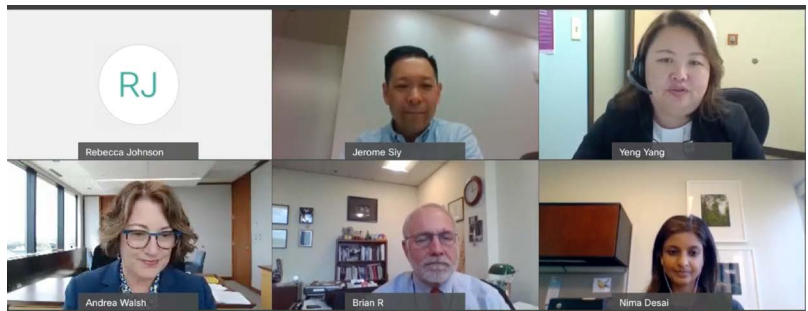 RJ
Rebecca Johnson
Jerome Siy
Yeng Yang
Andrea Walsh
Brian R
Nima Desai